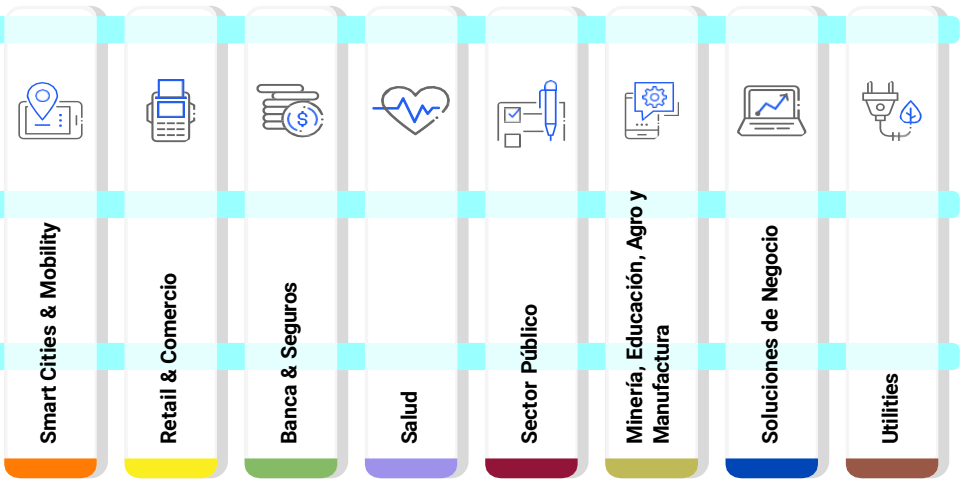 Smart Cities & Mobility
Retail & Comercio
Banca & Seguros
Salud
Sector Público
Minería, Educación, Agro y
Manufactura
Soluciones de Negocio
Utilities